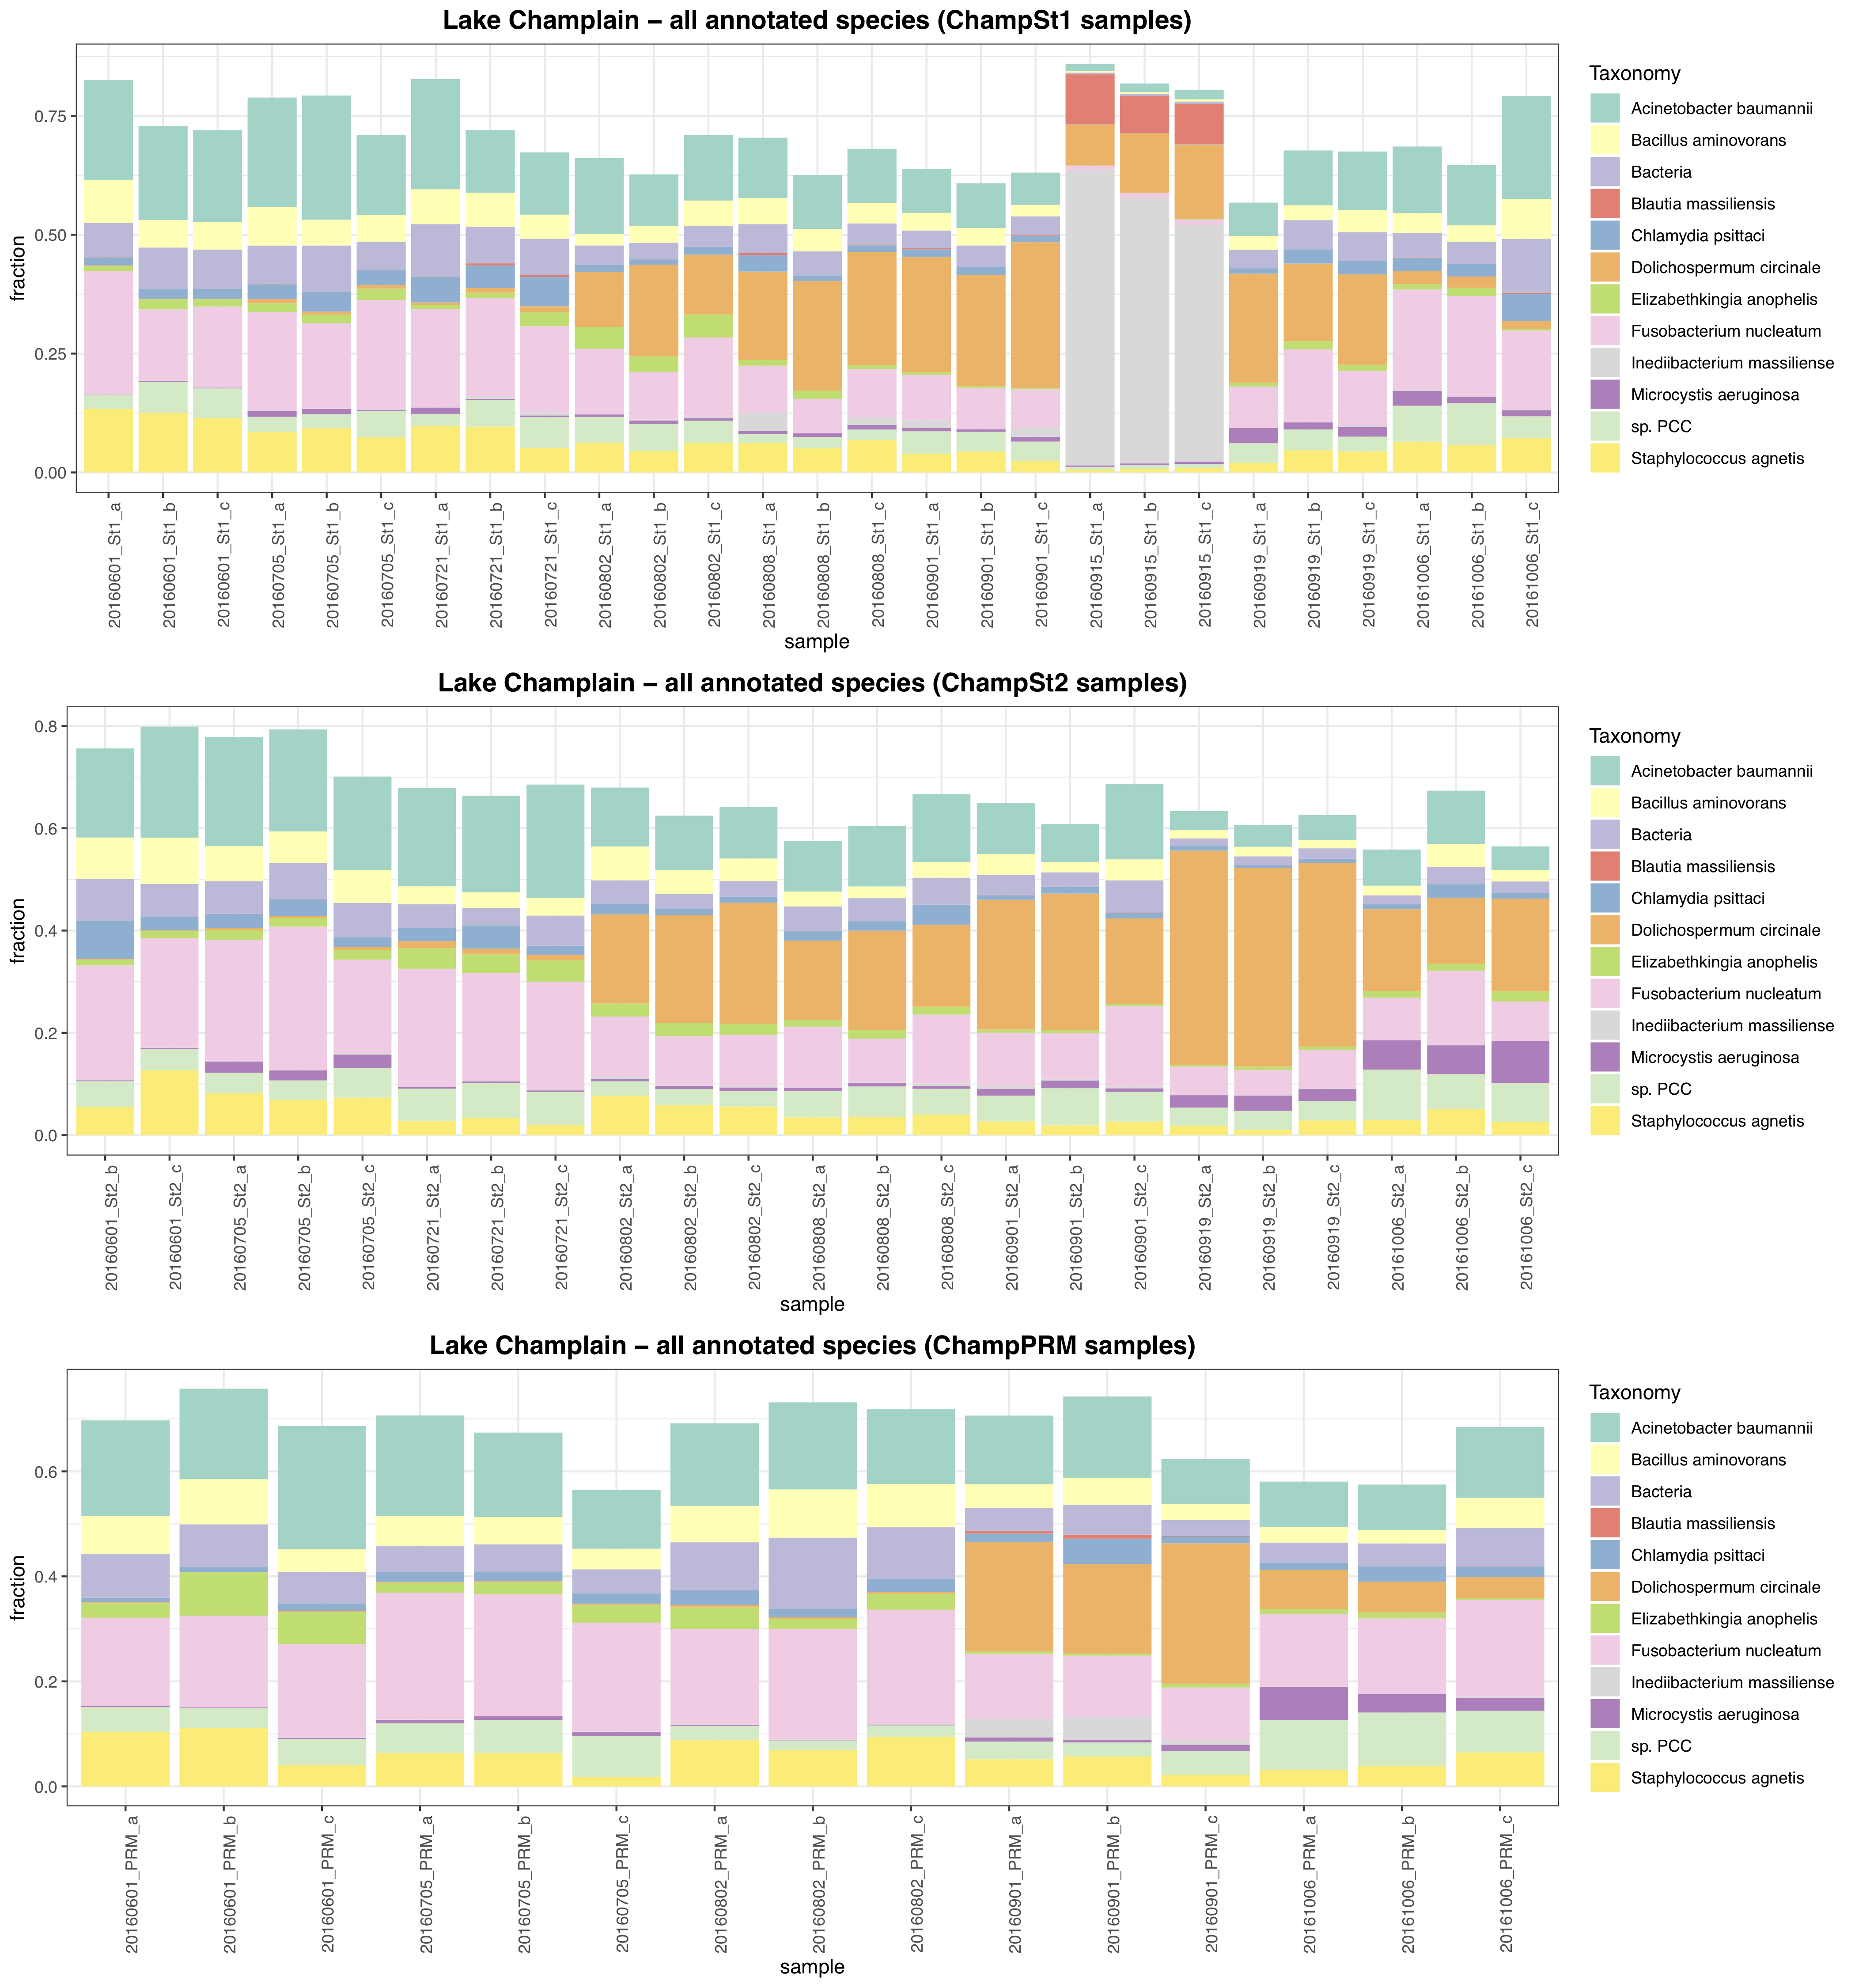 Lake Champlain – all annotated species (ChampSt1 samples)
fraction
0.75
0.50
0.25
0.00
20160601_St1_a
20160601_St1_b
20160601_St1_c
20160705_St1_a
20160705_St1_b
20160705_St1_c
20160721_St1_a
20160721_St1_b
20160721_St1_c
20160802_St1_a
20160802_St1_b
20160802_St1_c
20160808_St1_a
20160808_St1_b
20160808_St1_c
20160901_St1_a
20160901_St1_b
20160901_St1_c
20160915_St1_a
20160915_St1_b
20160915_St1_c
20160919_St1_a
20160919_St1_b
20160919_St1_c
20161006_St1_a
20161006_St1_b
20161006_St1_c
sample
Taxonomy
Acinetobacter baumannii
Bacillus aminovorans
Bacteria
Blautia massiliensis
Chlamydia psittaci
Dolichospermum circinale
Elizabethkingia anophelis
Fusobacterium nucleatum
Inediibacterium massiliense
Microcystis aeruginosa
sp. PCC
Staphylococcus agnetis
Lake Champlain – all annotated species (ChampSt2 samples)
fraction
0.8
0.6
0.4
0.2
0.0
20160601_St2_b
20160601_St2_c
20160705_St2_a
20160705_St2_b
20160705_St2_c
20160721_St2_a
20160721_St2_b
20160721_St2_c
20160802_St2_a
20160802_St2_b
20160802_St2_c
20160808_St2_a
20160808_St2_b
20160808_St2_c
20160901_St2_a
20160901_St2_b
20160901_St2_c
20160919_St2_a
20160919_St2_b
20160919_St2_c
20161006_St2_a
20161006_St2_b
20161006_St2_c
sample
Taxonomy
Acinetobacter baumannii
Bacillus aminovorans
Bacteria
Blautia massiliensis
Chlamydia psittaci
Dolichospermum circinale
Elizabethkingia anophelis
Fusobacterium nucleatum
Inediibacterium massiliense
Microcystis aeruginosa
sp. PCC
Staphylococcus agnetis
Lake Champlain – all annotated species (ChampPRM samples)
fraction
0.6
0.4
0.2
0.0
20160601_PRM_a
20160601_PRM_b
20160601_PRM_c
20160705_PRM_a
20160705_PRM_b
20160705_PRM_c
20160802_PRM_a
20160802_PRM_b
20160802_PRM_c
20160901_PRM_a
20160901_PRM_b
20160901_PRM_c
20161006_PRM_a
20161006_PRM_b
20161006_PRM_c
sample
Taxonomy
Acinetobacter baumannii
Bacillus aminovorans
Bacteria
Blautia massiliensis
Chlamydia psittaci
Dolichospermum circinale
Elizabethkingia anophelis
Fusobacterium nucleatum
Inediibacterium massiliense
Microcystis aeruginosa
sp. PCC
Staphylococcus agnetis